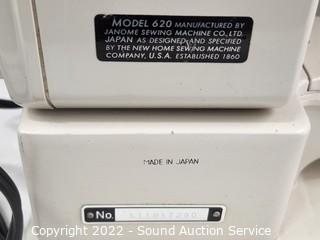 MODEL 620 MANUFACTURED BY
JANOME SEWING MACHINE CO., LTD.
JAPAN AS DESIGNED AND SPECIFIED
BY THE NEW HOME SEWING MACHINE
COMPANY, U.S.A. ESTABLISHED 1860
MADE IN JAPAN
No.
Copyright 2022 - Sound Auction Service